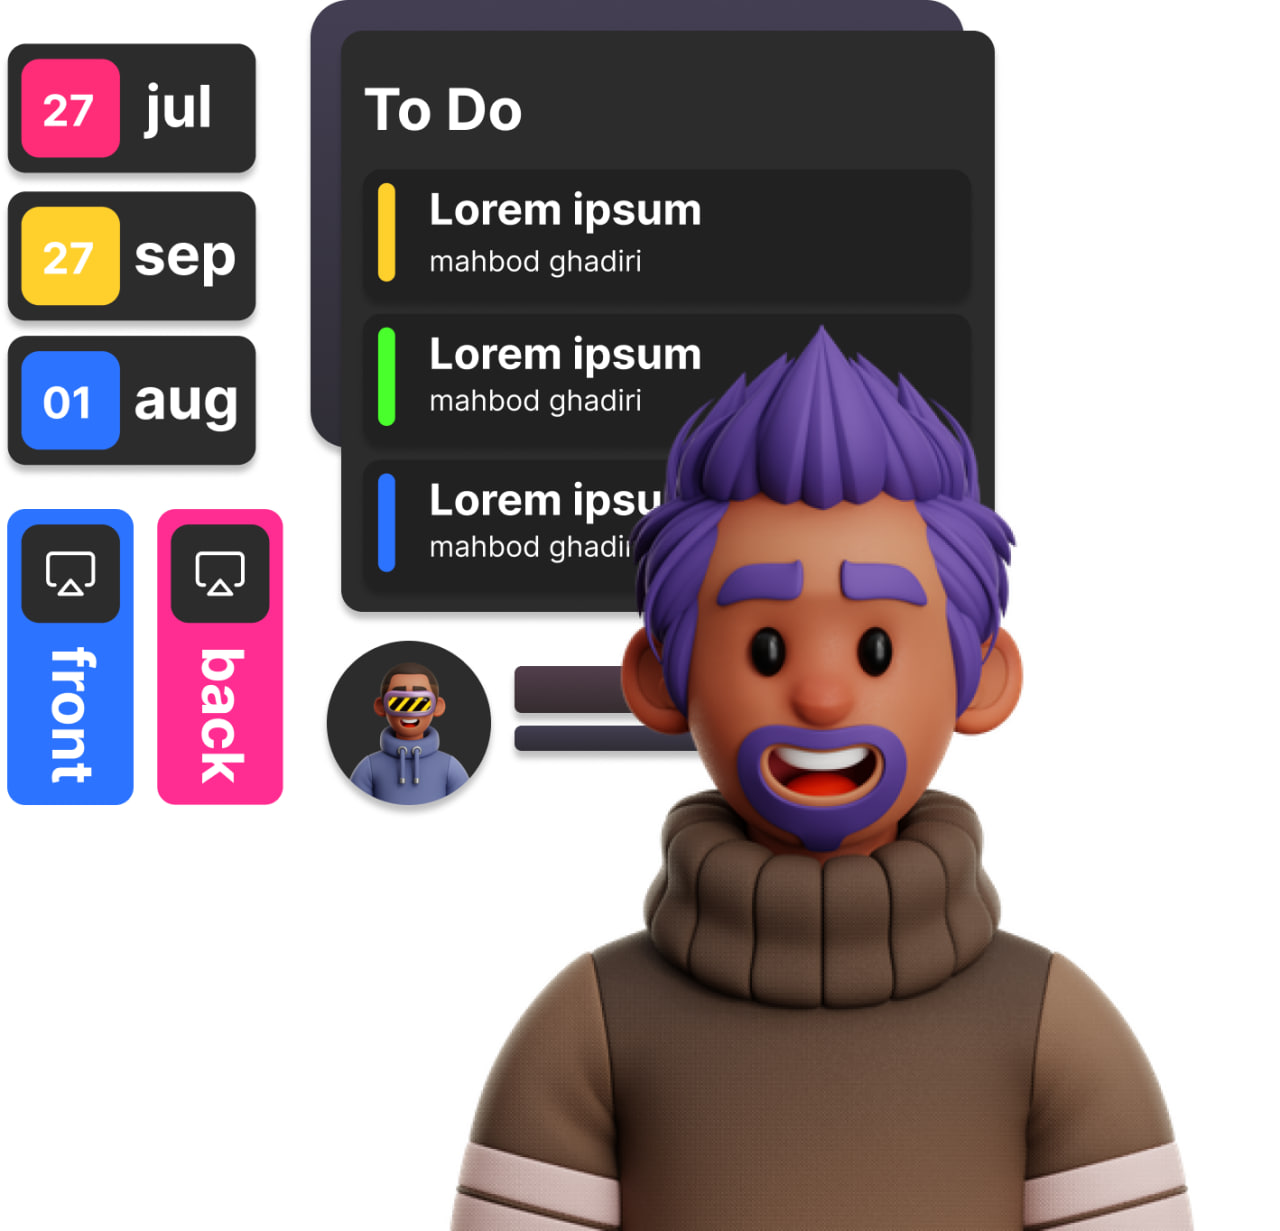 27 jul
27 sep
01 aug
front
back
To Do
Lorem ipsum
mahbod ghadiri
Lorem ipsum
mahbod ghadiri
Lorem ipsu
mahbod ghadir